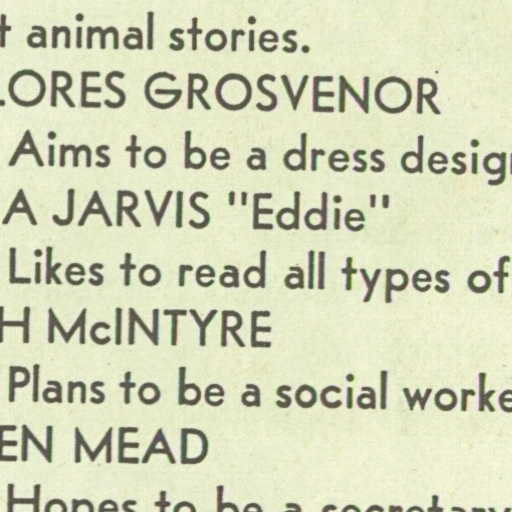 t animal stories.
LORES GROSVENOR
Aims to be a dress desig
A JARVIS "Eddie"
Likes to read all types of
H McINTYRE
Plans to be a social worke
EN MEAD
Hopes to be a secretary